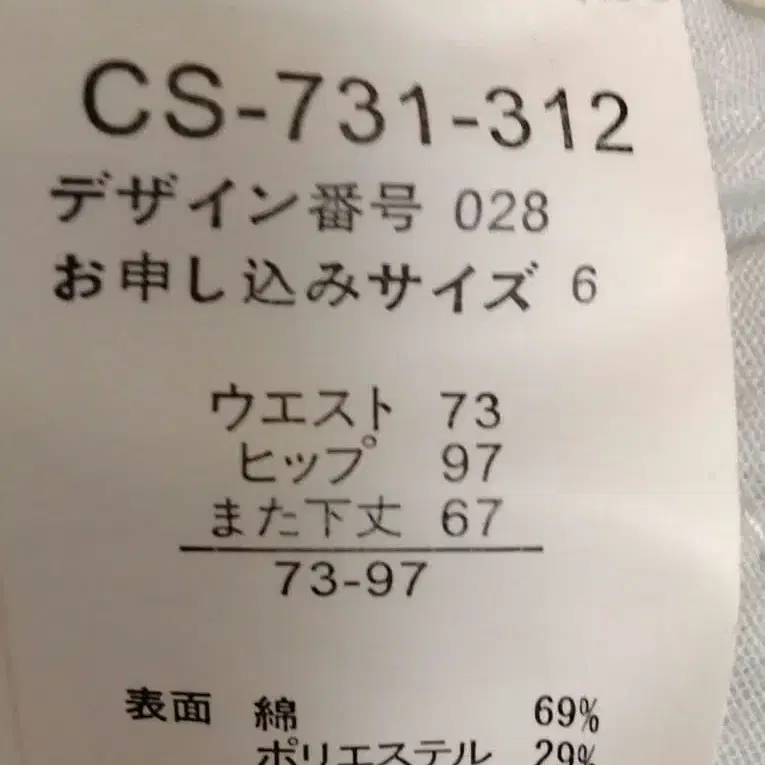 CS-731-312
デザイン番号 028
お申し込みサイズ 6
ウエスト 73
ヒップ 97
また下丈 67
73-97
表面 綿 69%
ポリエステル 29%